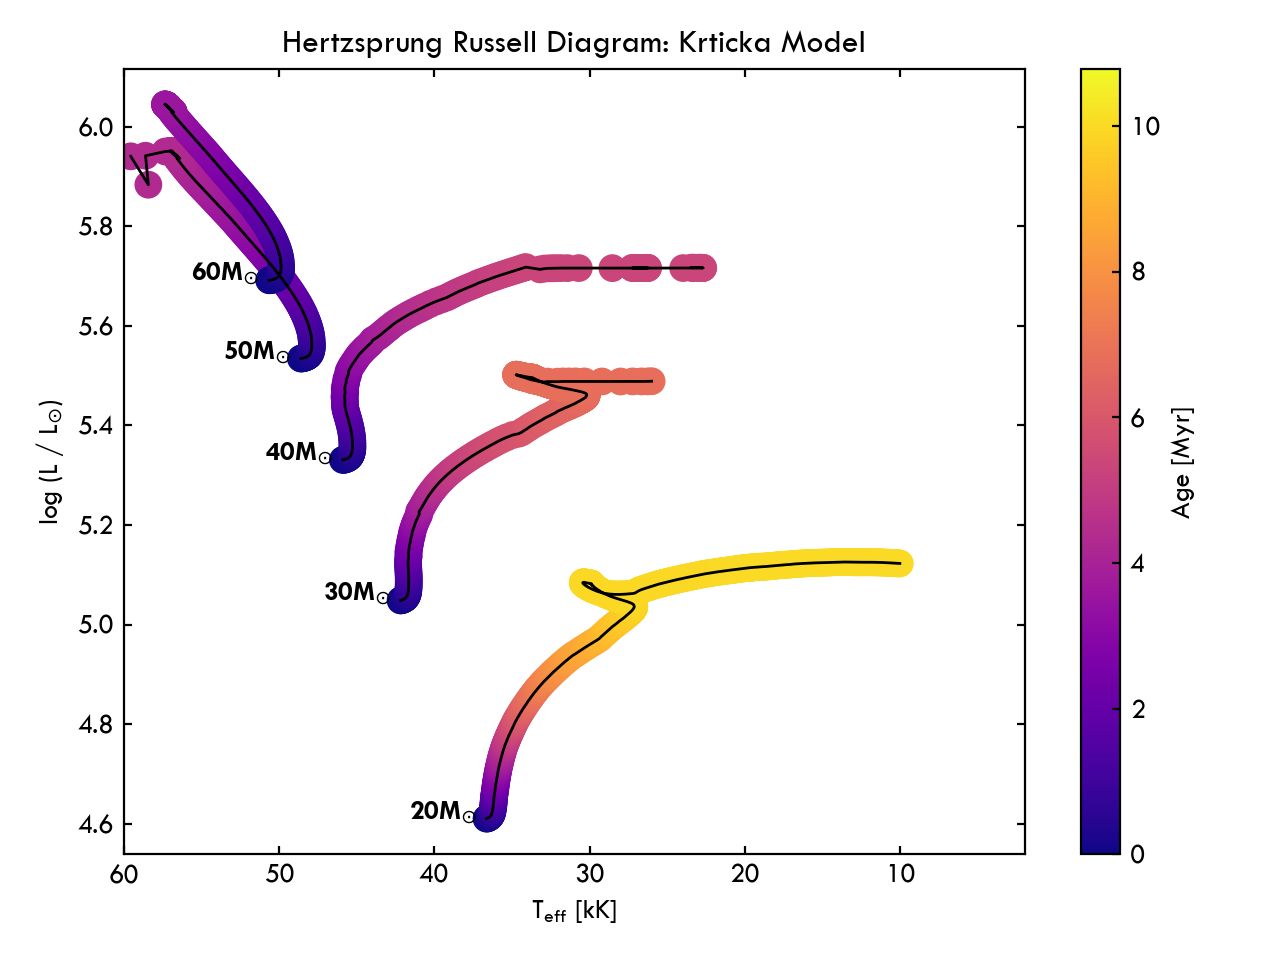 Hertzsprung Russell Diagram: Krticka Model
6.0
5.8
5.6
5.4
5.2
5.0
4.8
4.6
log (L / L☉)
60M☉
50M☉
40M☉
30M☉
20M☉
60 50 40 30 20 10
Teff [kK]
10
8
6
4
2
0
Age [Myr]